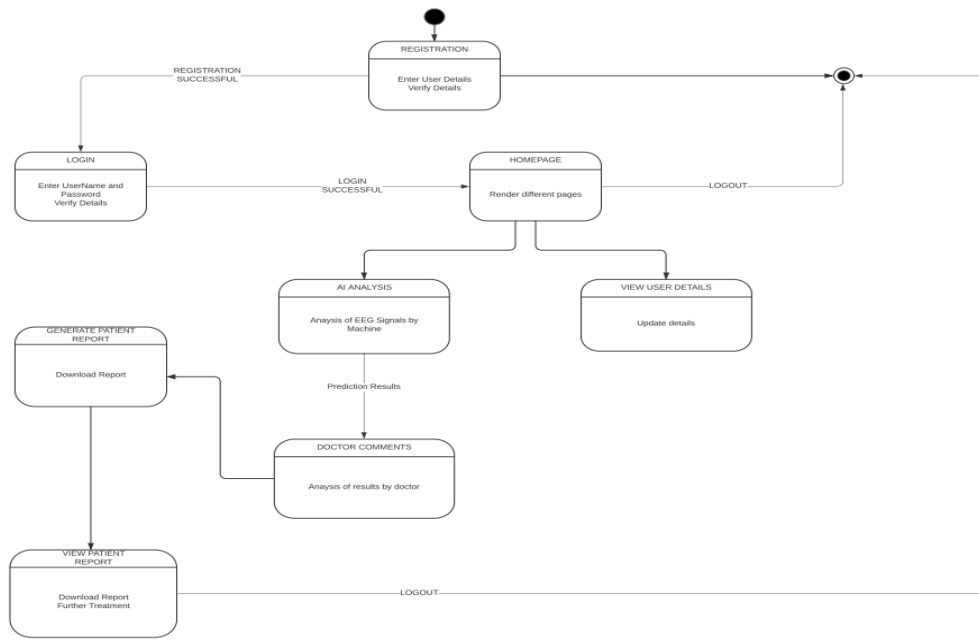 REGISTRATION
Enter User Details
Verify Details
REGISTRATION
SUCCESSFUL
LOGIN
Enter UserName and
Password
Verify Details
LOGIN
SUCCESSFUL
HOMEPAGE
Render different pages
LOGOUT
AI ANALYSIS
Anaysis of EEG Signals by
Machine
VIEW USER DETAILS
Update details
GENERATE PATIENT
REPORT
Download Report
Prediction Results
DOCTOR COMMENTS
Anaysis of results by doctor
VIEW PATIENT
REPORT
Download Report
Further Treatment
LOGOUT